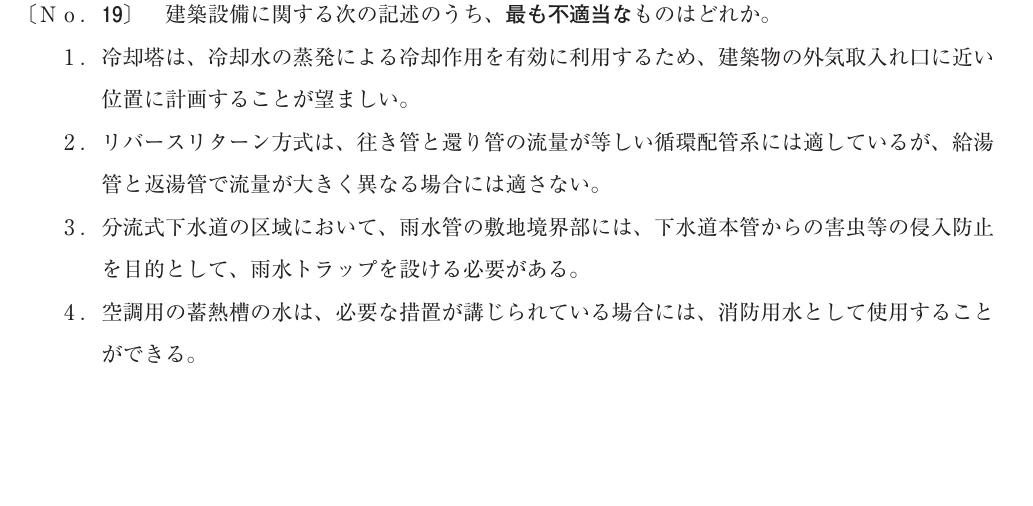 〔Ｎｏ．19〕　建築設備に関する次の記述のうち、最も不適当なものはどれか。
１．冷却塔は、冷却水の蒸発による冷却作用を有効に利用するため、建築物の外気取入れ口に近い
位置に計画することが望ましい。
２．リバースリターン方式は、往き管と還り管の流量が等しい循環配管系には適しているが、給湯
管と返湯管で流量が大きく異なる場合には適さない。
３．分流式下水道の区域において、雨水管の敷地境界部には、下水道本管からの害虫等の侵入防止
を目的として、雨水トラップを設ける必要がある。
４．空調用の蓄熱槽の水は、必要な措置が講じられている場合には、消防用水として使用すること
ができる。